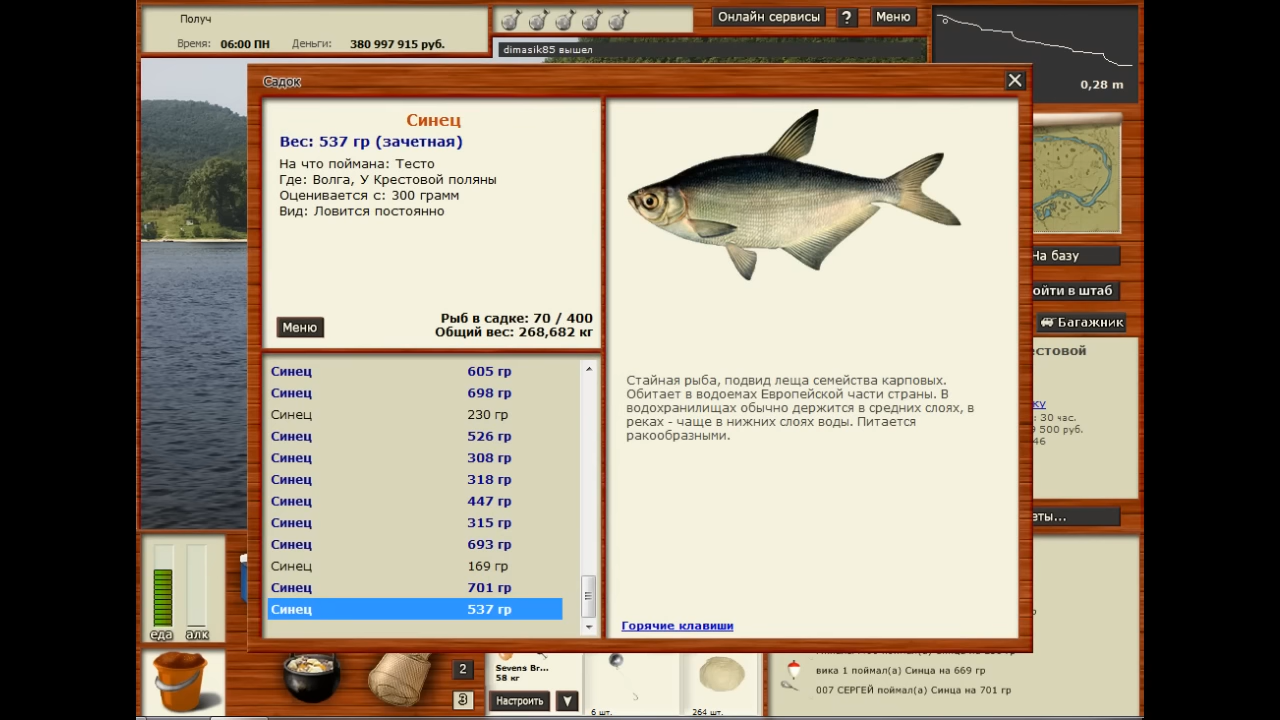 Получ
Время: 06:00 ПН Деньги: 380 997 915 руб.
Онлайн сервисы
?
Меню
dimasik85 вышел
0,28 m
Садок
Синец
Вес: 537 гр (зачетная)
На что поймана: Тесто
Где: Волга, У Крестовой поляны
Оценивается с: 300 грамм
Вид: Ловится постоянно
Меню
Рыб в садке: 70 / 400
Общий вес: 268,682 кг
Синец 605 гр
Синец 698 гр
Синец 230 гр
Синец 526 гр
Синец 308 гр
Синец 318 гр
Синец 447 гр
Синец 315 гр
Синец 693 гр
Синец 169 гр
Синец 701 гр
Синец 537 гр
Стайная рыба, подвид леща семейства карповых.
Обитает в водоемах Европейской части страны. В
водохранилищах обычно держится в средних слоях, в
реках - чаще в нижних слоях воды. Питается
ракообразными.
Горячие клавиши
На базу
ойти в штаб
Багажник
естовой
ку
: 30 час.
9 500 руб.
46
еты...
еда алк
2
3
Sevens Br...
58 кг
Настроить
6 шт.
264 шт.
вика 1 поймал(а) Синца на 669 гр
007 СЕРГЕЙ поймал(а) Синца на 701 гр